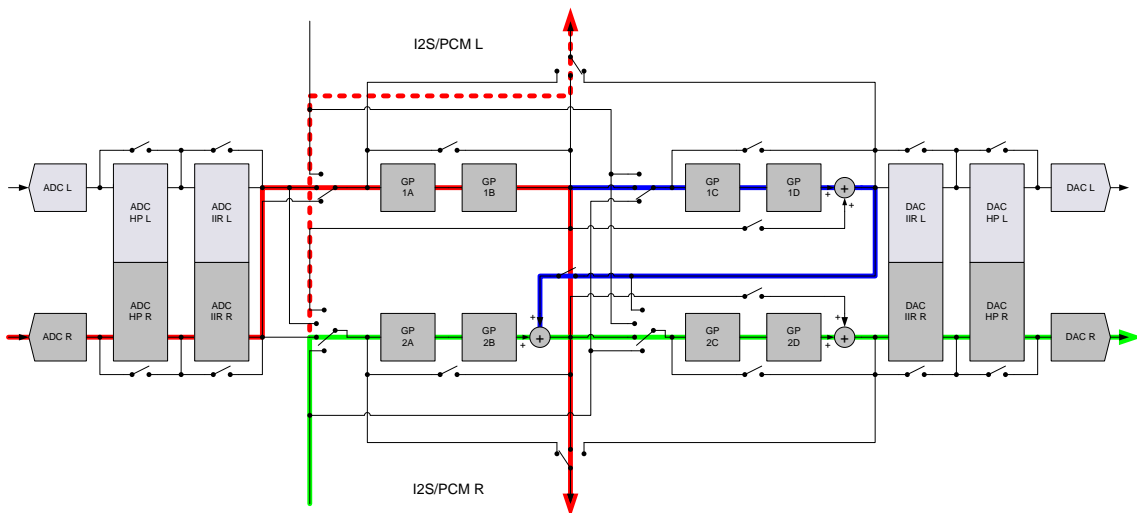 I2S/PCM L
ADC L
ADC
HP L
ADC
IIR L
GP
1A
GP
1B
GP
1C
GP
1D
+
+
+
DAC
IIR L
DAC
HP L
DAC L
ADC R
ADC
HP R
ADC
IIR R
GP
2A
GP
2B
+
+
+
GP
2C
GP
2D
+
+
+
DAC
IIR R
DAC
HP R
DAC R
I2S/PCM R